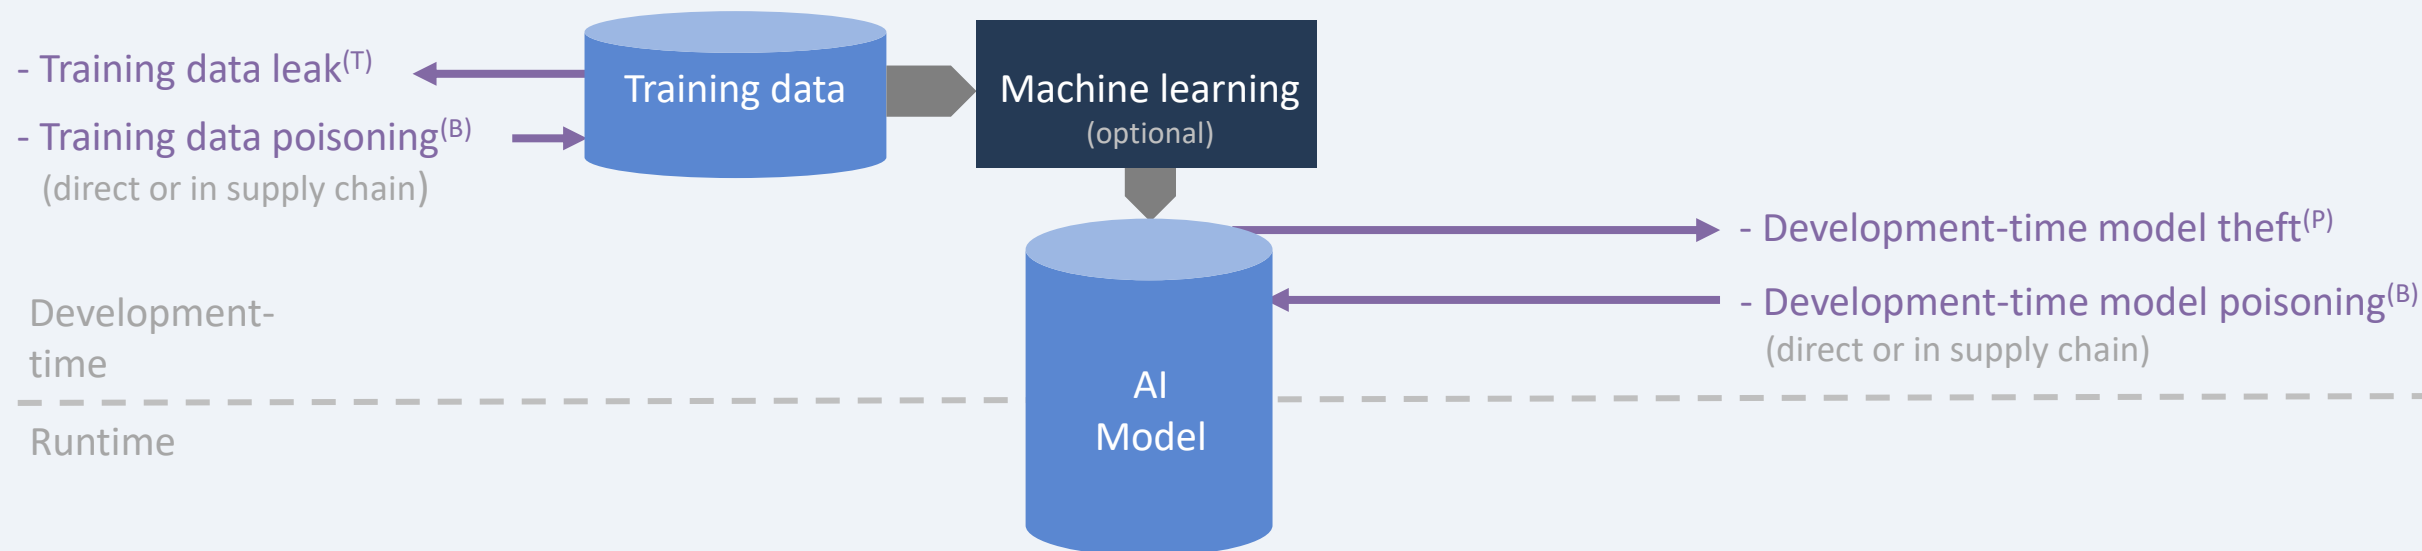 - Training data leak(T)
- Training data poisoning(B)
(direct or in supply chain)
Training data
Machine learning
(optional)
- Development-time model theft(P)
- Development-time model poisoning(B)
(direct or in supply chain)
Development-
time
AI
Model
Runtime